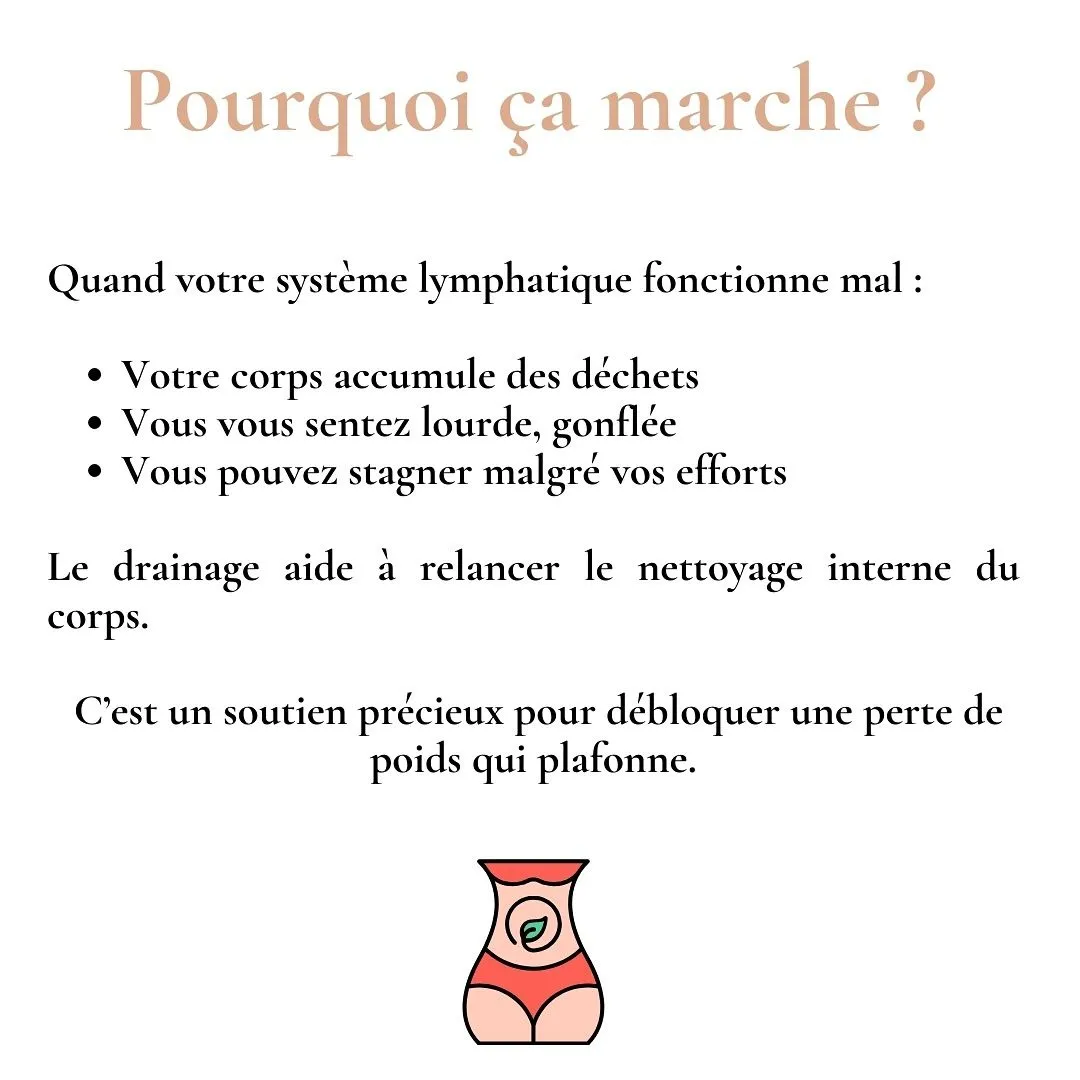 Pourquoi ça marche ?
Quand votre système lymphatique fonctionne mal :
• Votre corps accumule des déchets
• Vous vous sentez lourde, gonflée
• Vous pouvez stagner malgré vos efforts
Le drainage aide à relancer le nettoyage interne du
corps.
C’est un soutien précieux pour débloquer une perte de
poids qui plafonne.